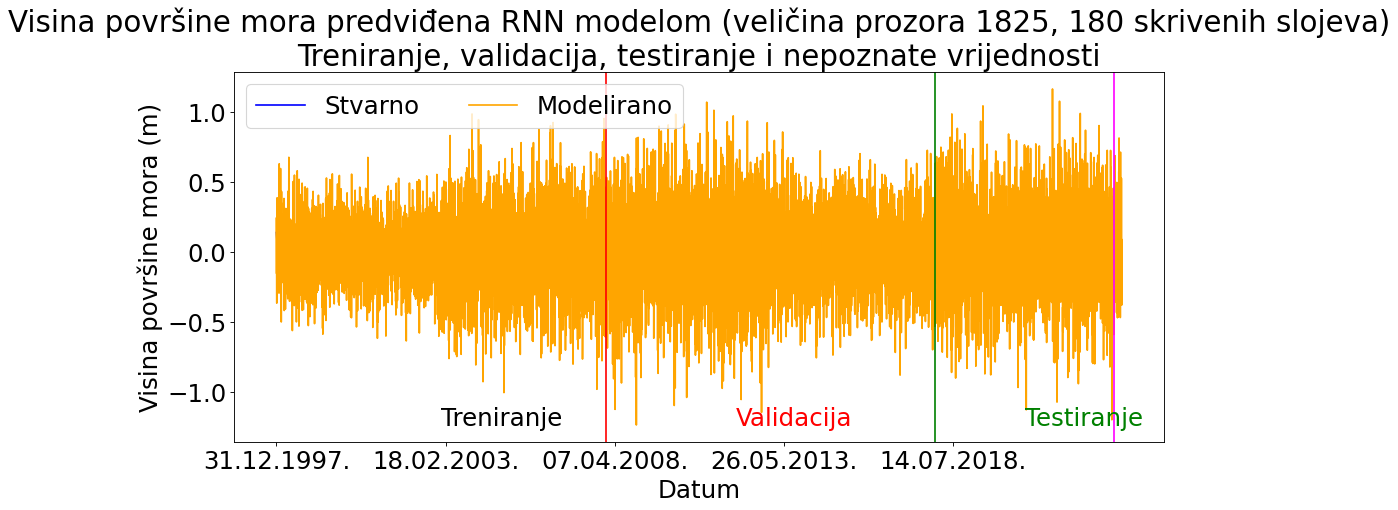 Visina površine mora predviđena RNN modelom (veličina prozora 1825, 180 skrivenih slojeva)
Treniranje, validacija, testiranje i nepoznate vrijednosti
Stvarno Modelirano
Visina površine mora (m)
1.0
0.5
0.0
−0.5
−1.0
Treniranje Validacija Testiranje
31.12.1997. 18.02.2003. 07.04.2008. 26.05.2013. 14.07.2018.
Datum